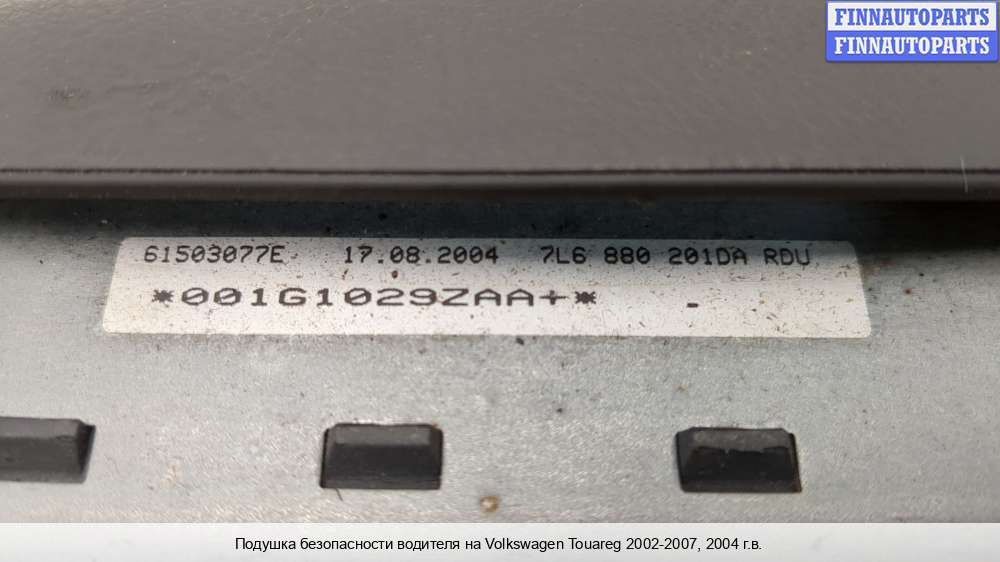 FINNAUTOPARTS
FINNAUTOPARTS
61503077E 17.08.2004 7L6 880 201DA RDU
*001G1029ZAA+* -
Подушка безопасности водителя на Volkswagen Touareg 2002-2007, 2004 г.в.